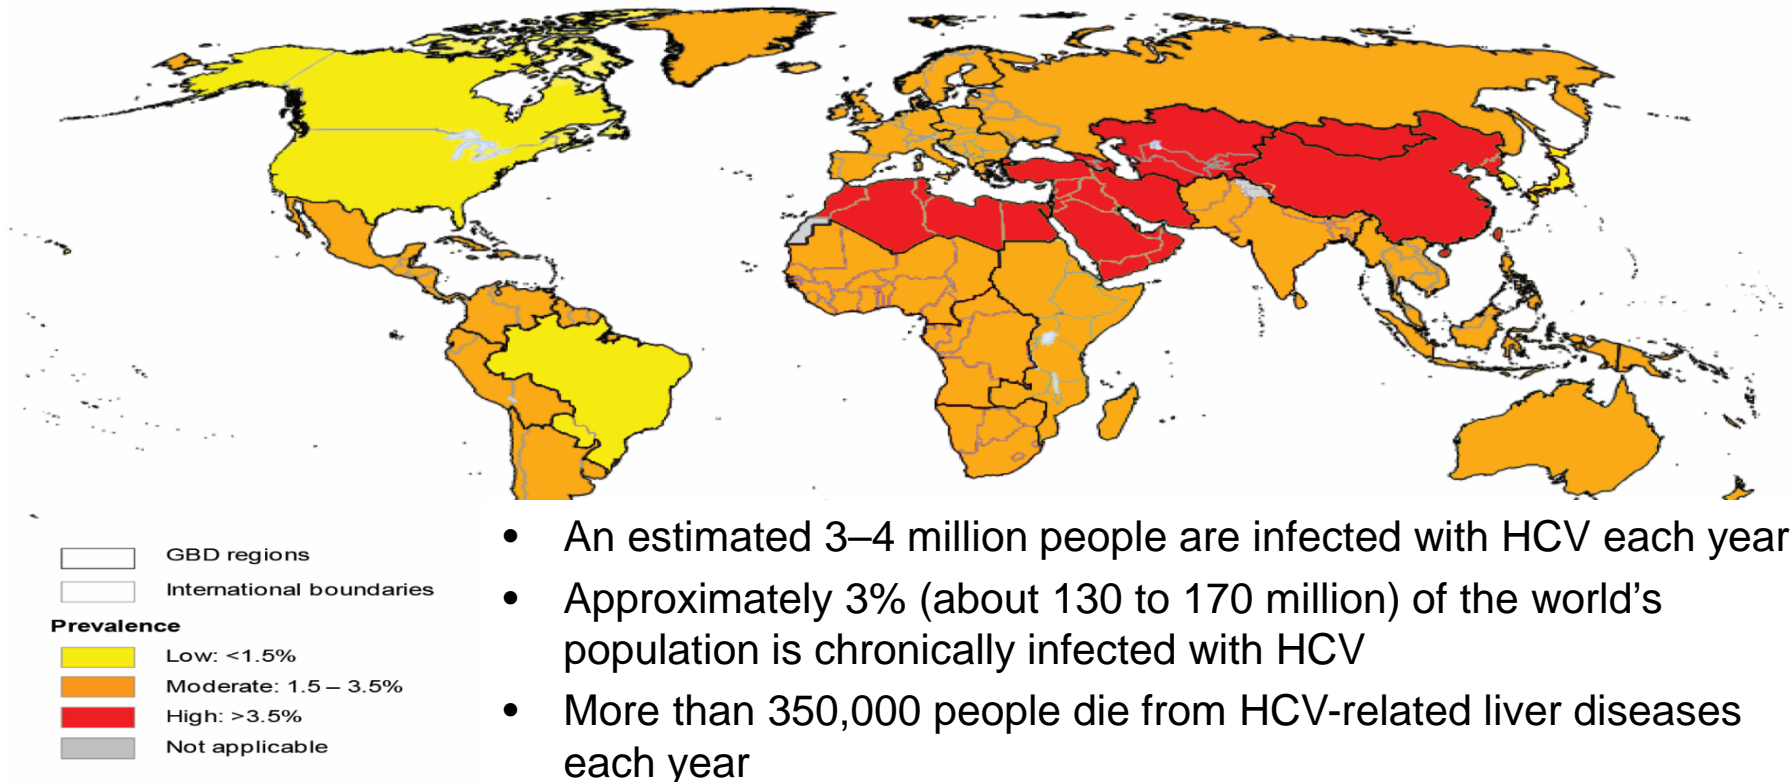 GBD regions
International boundaries
Prevalence
Low: <1.5%
Moderate: 1.5 – 3.5%
High: >3.5%
Not applicable
• An estimated 3–4 million people are infected with HCV each year
• Approximately 3% (about 130 to 170 million) of the world’s
population is chronically infected with HCV
• More than 350,000 people die from HCV-related liver diseases
each year